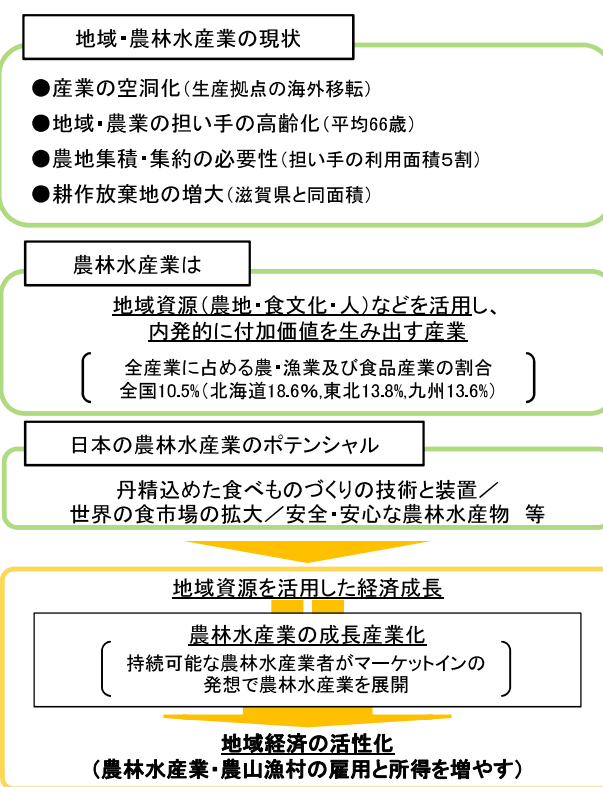 地域・農林水産業の現状
●産業の空洞化(生産拠点の海外移転)
●地域・農業の担い手の高齢化(平均66歳)
●農地集積・集約の必要性(担い手の利用面積5割)
●耕作放棄地の増大(滋賀県と同面積)
農林水産業は
地域資源(農地・食文化・人)などを活用し、
内発的に付加価値を生み出す産業
全産業に占める農・漁業及び食品産業の割合
全国10.5%(北海道18.6%,東北13.8%,九州13.6%)
日本の農林水産業のポテンシャル
丹精込めた食べものづくりの技術と装置／
世界の食市場の拡大／安全・安心な農林水産物 等
地域資源を活用した経済成長
農林水産業の成長産業化
持続可能な農林水産業者がマーケットインの
発想で農林水産業を展開
地域経済の活性化
(農林水産業・農山漁村の雇用と所得を増やす)